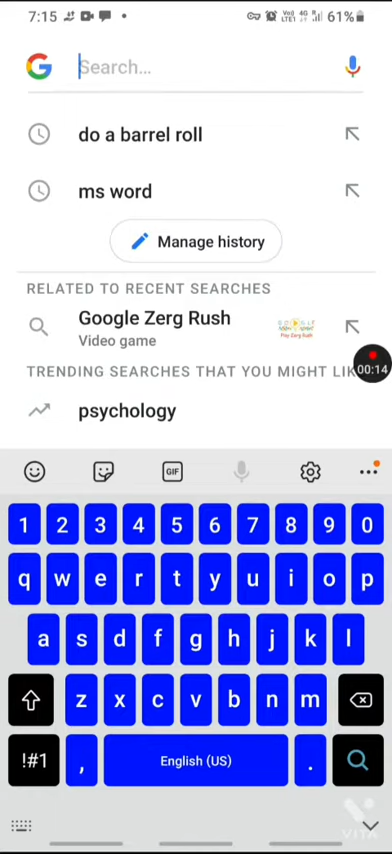 7:15 61%
Search...
do a barrel roll
ms word
Manage history
RELATED TO RECENT SEARCHES
Google Zerg Rush
Video game
TRENDING SEARCHES THAT YOU MIGHT LIK
00:14
psychology
GIF
1 2 3 4 5 6 7 8 9 0
q w e r t y u i o p
a s d f g h j k l
z x c v b n m
!#1 , English (US) .
VITA